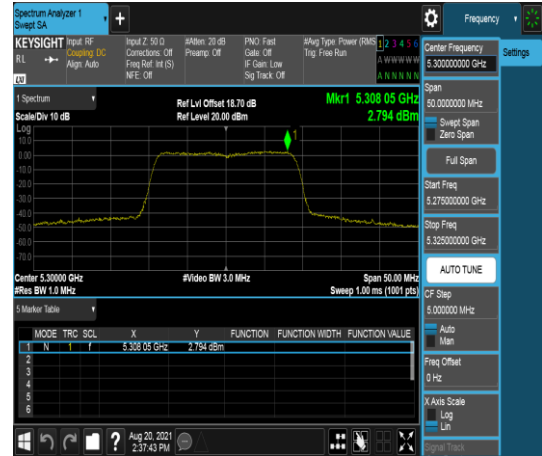 Spectrum Analyzer 1
Swept SA
+
Frequency
KEYSIGHT
RL
LXI
Input: RF
Coupling: DC
Align: Auto
Input Z: 50 Ω
Corrections: Off
Freq Ref: Int (S)
NFE: Off
#Atten: 20 dB
Preamp: Off
PNO: Fast
Gate: Off
IF Gain: Low
Sig Track: Off
#Avg Type: Power (RMS
Trig: Free Run
1 2 3 4 5 6
A W W W W W
A N N N N N
1 Spectrum
Scale/Div 10 dB
Ref Lvl Offset 18.70 dB
Ref Level 20.00 dBm
Mkr1 5.308 05 GHz
2.794 dBm
Log
10.0
0.00
-10.0
-20.0
-30.0
-40.0
-50.0
-60.0
-70.0
1
Center 5.30000 GHz
#Res BW 1.0 MHz
#Video BW 3.0 MHz
Span 50.00 MHz
Sweep 1.00 ms (1001 pts)
5 Marker Table
MODE TRC SCL X Y FUNCTION FUNCTION WIDTH FUNCTION VALUE
1 N 1 f 5.308 05 GHz 2.794 dBm
2
3
4
5
6
Aug 20, 2021
2:37:43 PM
?
Center Frequency
5.300000000 GHz
Settings
Span
50.0000000 MHz
Swept Span
Zero Span
Full Span
Start Freq
5.275000000 GHz
Stop Freq
5.325000000 GHz
AUTO TUNE
CF Step
5.000000 MHz
Auto
Man
Freq Offset
0 Hz
X Axis Scale
Log
Lin
Signal Track